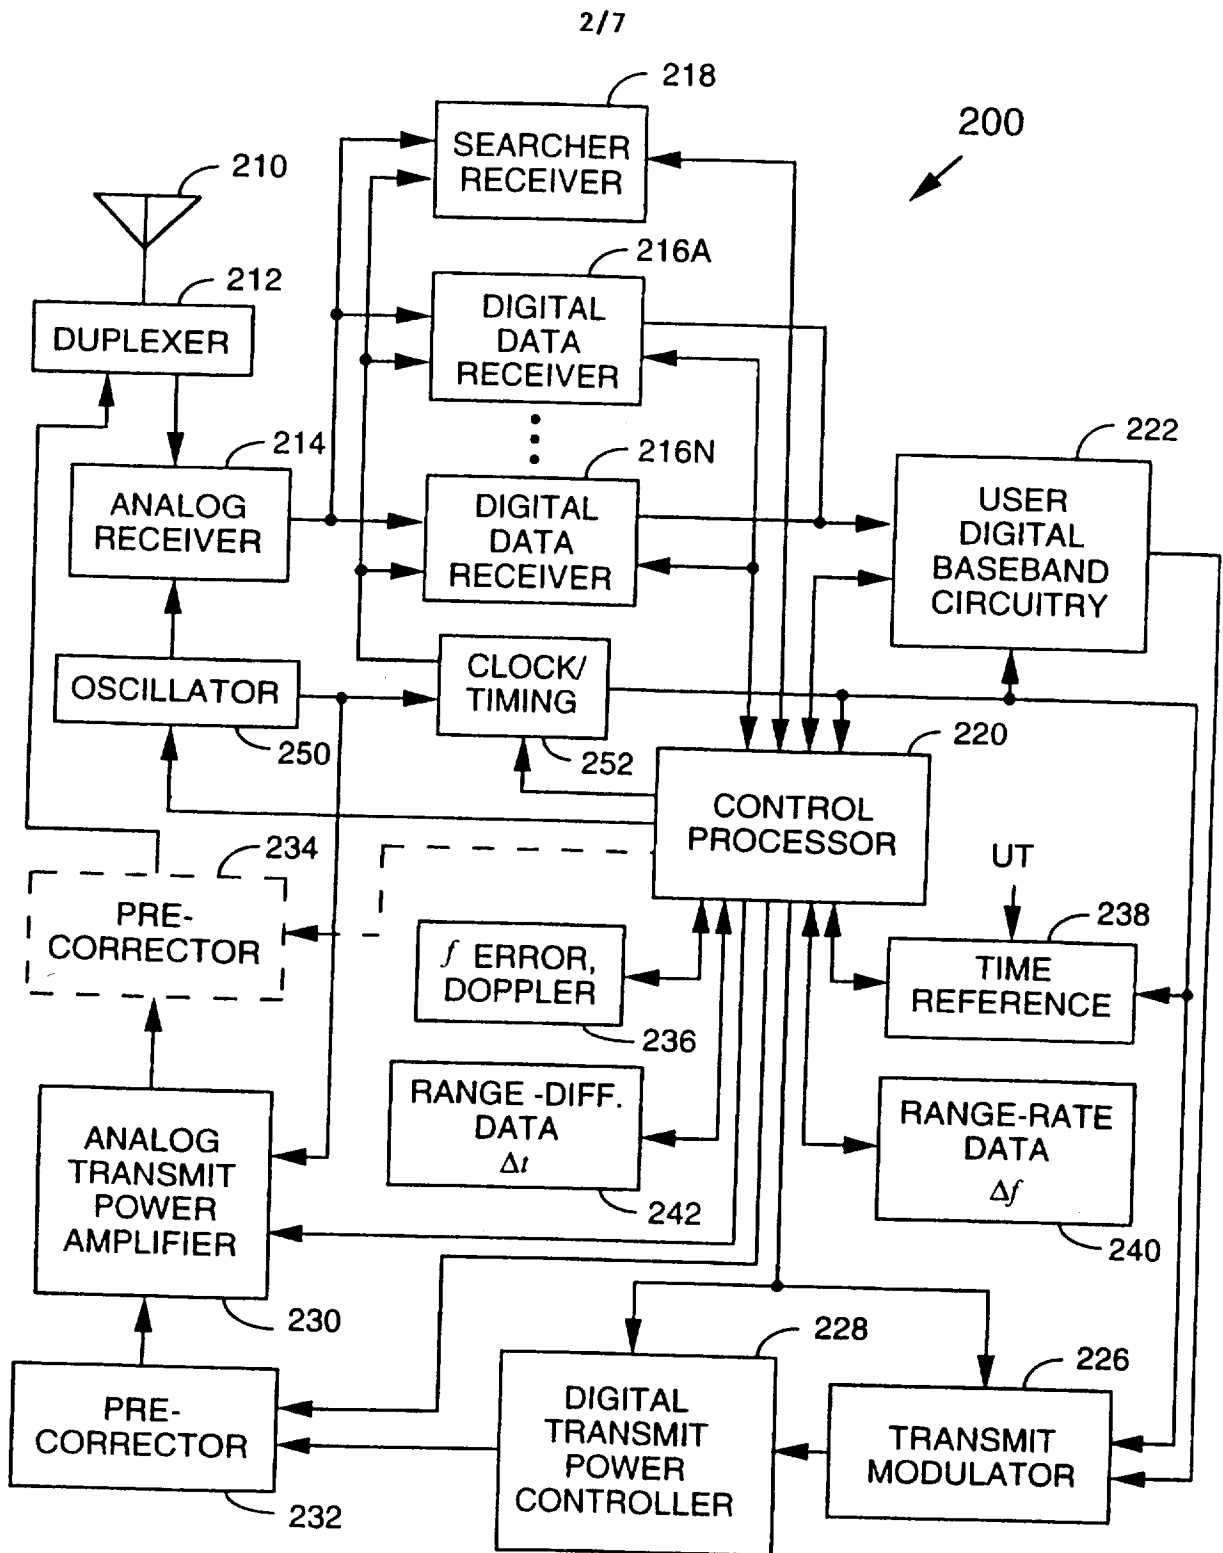 2/7
218
SEARCHER
RECEIVER
200
210
216A
212
DIGITAL
DATA
RECEIVER
DUPLEXER
214
216N
222
ANALOG
RECEIVER
DIGITAL
DATA
RECEIVER
USER
DIGITAL
BASEBAND
CIRCUITRY
OSCILLATOR
250
CLOCK/
TIMING
252
220
CONTROL
PROCESSOR
234
PRE-
CORRECTOR
UT
238
f ERROR,
DOPPLER
236
TIME
REFERENCE
RANGE -DIFF.
DATA
Δt
242
RANGE-RATE
DATA
Δf
240
ANALOG
TRANSMIT
POWER
AMPLIFIER
230
228
226
PRE-
CORRECTOR
232
DIGITAL
TRANSMIT
POWER
CONTROLLER
TRANSMIT
MODULATOR